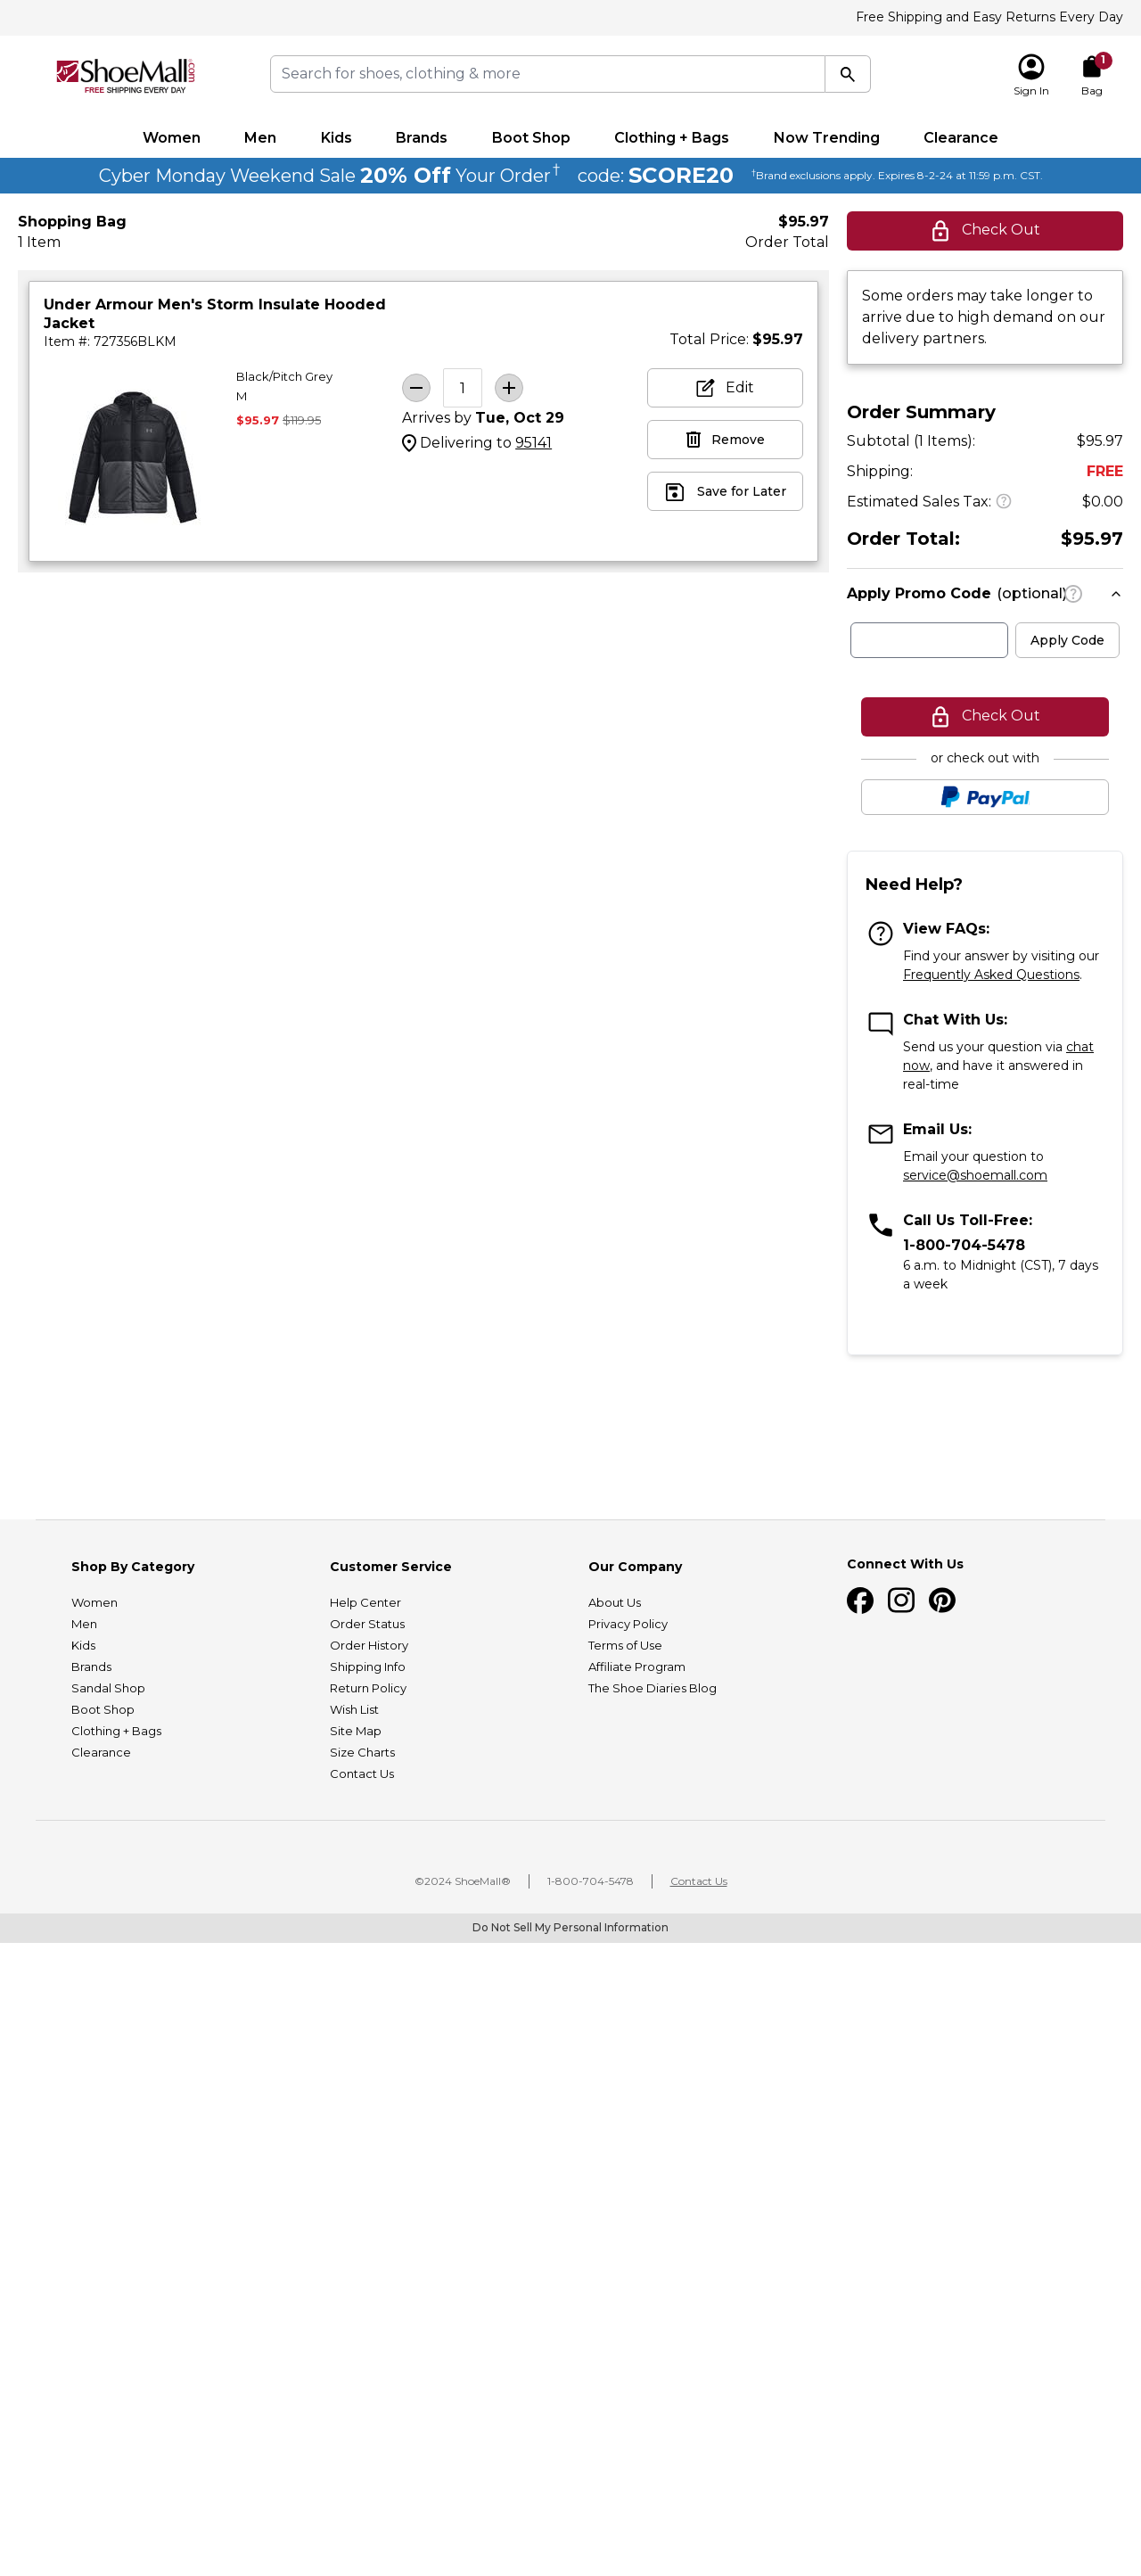 Free Shipping and Easy Returns Every Day
ShoeMall.com
FREE SHIPPING EVERY DAY
Search for shoes, clothing & more
Sign In
1
Bag
Women Men Kids Brands Boot Shop Clothing + Bags Now Trending Clearance
Cyber Monday Weekend Sale 20% Off Your Order† code: SCORE20 †Brand exclusions apply. Expires 8-2-24 at 11:59 p.m. CST.
Shopping Bag
1 Item
$95.97
Order Total
Check Out
Under Armour Men's Storm Insulate Hooded
Jacket
Item #: 727356BLKM
Total Price: $95.97
Black/Pitch Grey
M
$95.97 $119.95
1
Arrives by Tue, Oct 29
Delivering to 95141
Edit
Remove
Save for Later
Some orders may take longer to
arrive due to high demand on our
delivery partners.
Order Summary
Subtotal (1 Items): $95.97
Shipping: FREE
Estimated Sales Tax: ? $0.00
Order Total: $95.97
Apply Promo Code (optional) ?
Apply Code
Check Out
or check out with
PayPal
Need Help?
View FAQs:
Find your answer by visiting our
Frequently Asked Questions.
Chat With Us:
Send us your question via chat
now, and have it answered in
real-time
Email Us:
Email your question to
service@shoemall.com
Call Us Toll-Free:
1-800-704-5478
6 a.m. to Midnight (CST), 7 days
a week
Shop By Category
Women
Men
Kids
Brands
Sandal Shop
Boot Shop
Clothing + Bags
Clearance
Customer Service
Help Center
Order Status
Order History
Shipping Info
Return Policy
Wish List
Site Map
Size Charts
Contact Us
Our Company
About Us
Privacy Policy
Terms of Use
Affiliate Program
The Shoe Diaries Blog
Connect With Us
©2024 ShoeMall® 1-800-704-5478 Contact Us
Do Not Sell My Personal Information